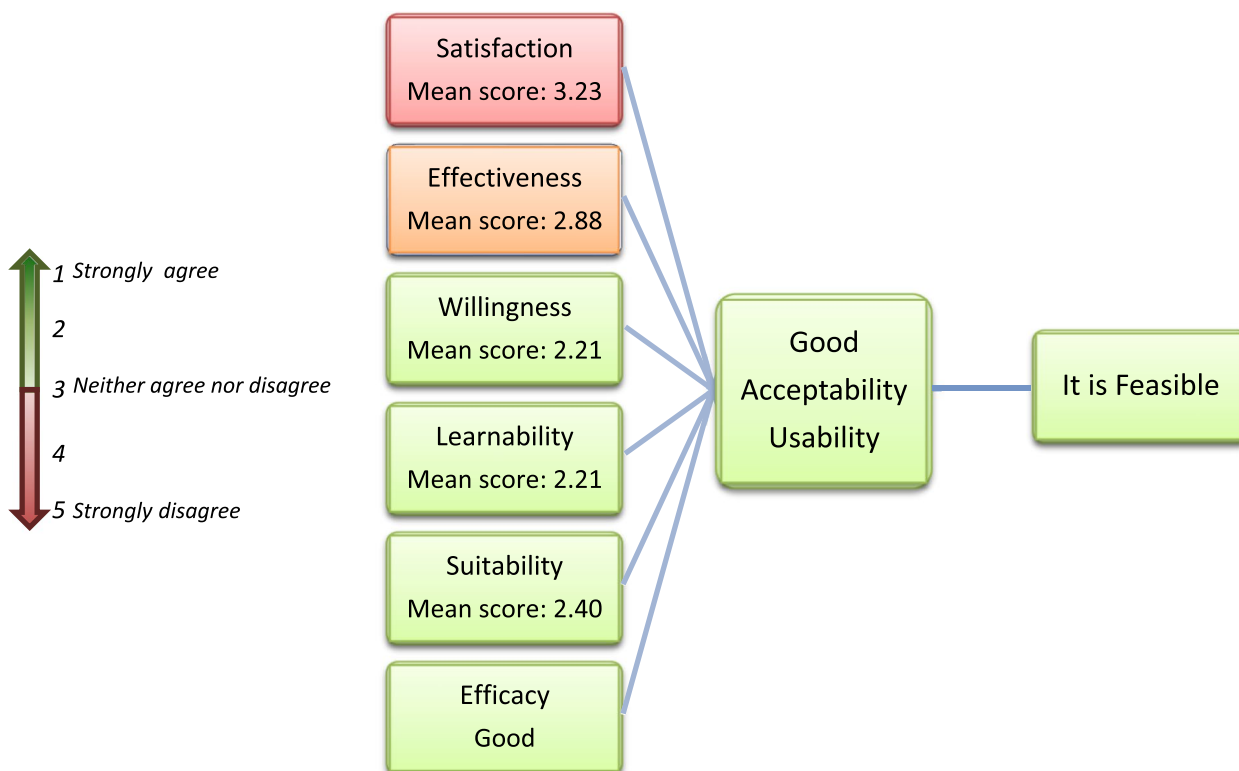 Satisfaction
Mean score: 3.23
Effectiveness
Mean score: 2.88
Willingness
Mean score: 2.21
Learnability
Mean score: 2.21
Suitability
Mean score: 2.40
Efficacy
Good
1 Strongly agree
2
3 Neither agree nor disagree
4
5 Strongly disagree
Good
Acceptability
Usability
It is Feasible